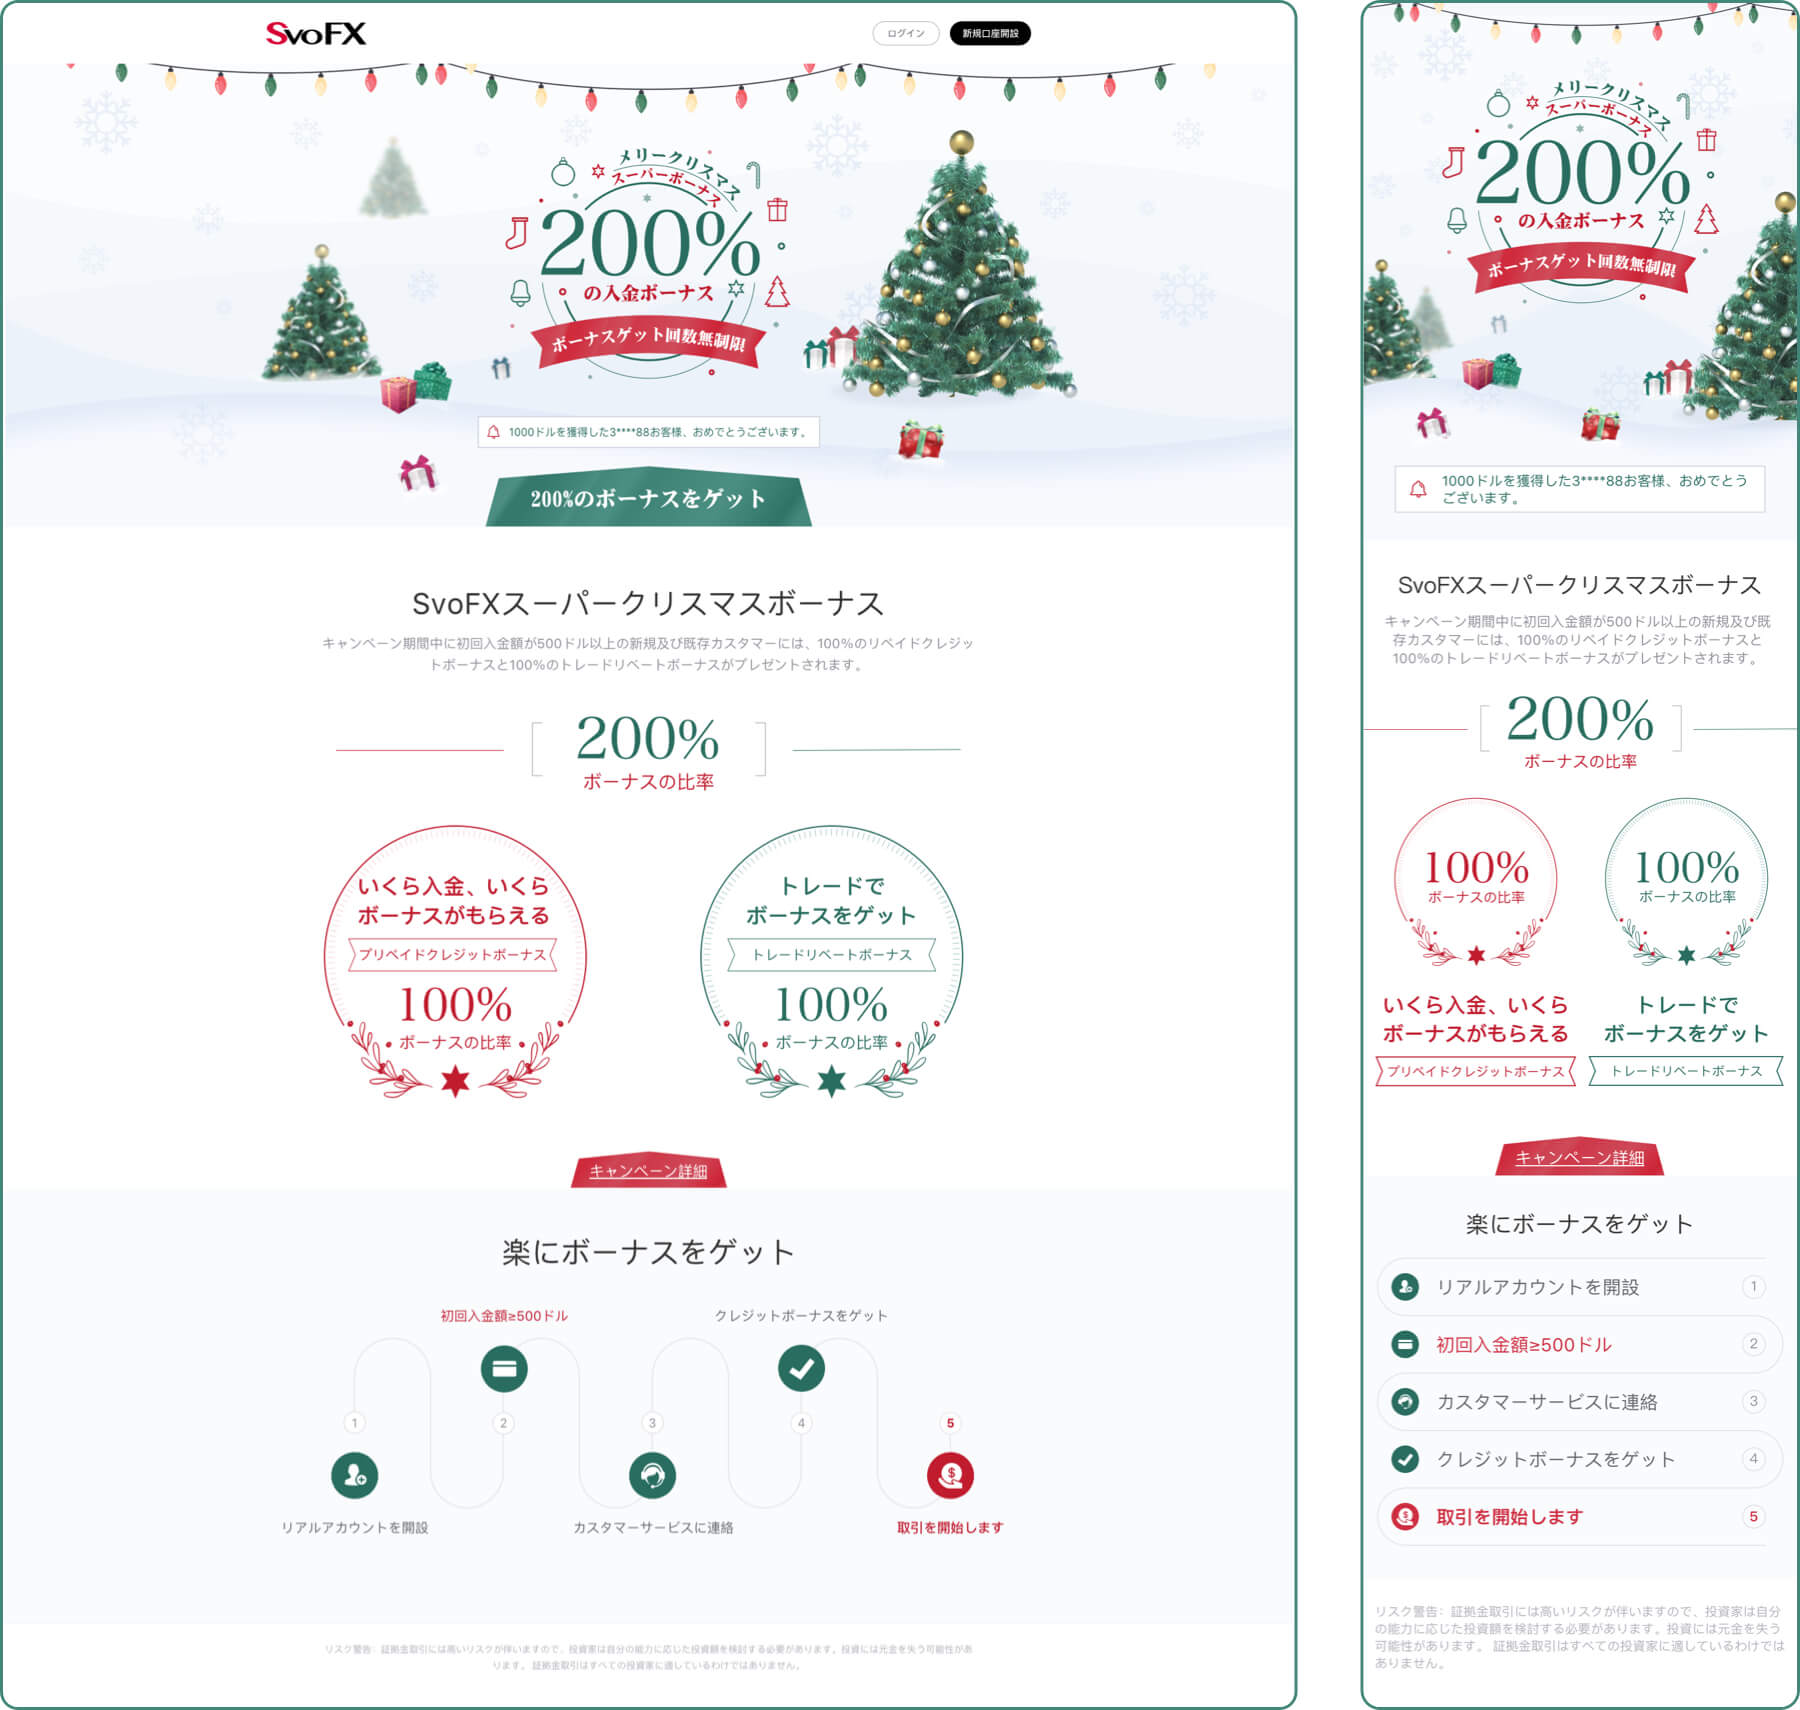 SvoFX
ログイン
新規口座開設
メリークリスマス
スーパーボーナス
200%
の入金ボーナス
ボーナスゲット回数無制限
1000ドルを獲得した3****88お客様、おめでとうございます。
200%のボーナスをゲット
SvoFXスーパークリスマスボーナス
キャンペーン期間中に初回入金額が500ドル以上の新規及び既存カスタマーには、100%のリベイドクレジッ
トボーナスと100%のトレードリベートボーナスがプレゼントされます。
200%
ボーナスの比率
いくら入金、いくら
ボーナスがもらえる
プリペイドクレジットボーナス
100%
ボーナスの比率
トレードで
ボーナスをゲット
トレードリベートボーナス
100%
ボーナスの比率
キャンペーン詳細
楽にボーナスをゲット
初回入金額≥500ドル
クレジットボーナスをゲット
1
2
3
4
5
リアルアカウントを開設
カスタマーサービスに連絡
取引を開始します
リスク警告: 証拠金取引には高いリスクが伴いますので、投資家は自分の能力に応じた投資額を検討する必要があります。投資には元金を失う可能性があ
ります。 証拠金取引はすべての投資家に適しているわけではありません。
メリークリスマス
スーパーボーナス
200%
の入金ボーナス
ボーナスゲット回数無制限
1000ドルを獲得した3****88お客様、おめでとう
ございます。
SvoFXスーパークリスマスボーナス
キャンペーン期間中に初回入金額が500ドル以上の新規及び既
存カスタマーには、100%のリベイドクレジットボーナスと
100%のトレードリベートボーナスがプレゼントされます。
200%
ボーナスの比率
100%
ボーナスの比率
100%
ボーナスの比率
いくら入金、いくら
ボーナスがもらえる
プリペイドクレジットボーナス
トレードで
ボーナスをゲット
トレードリベートボーナス
キャンペーン詳細
楽にボーナスをゲット
リアルアカウントを開設 1
初回入金額≥500ドル 2
カスタマーサービスに連絡 3
クレジットボーナスをゲット 4
取引を開始します 5
リスク警告: 証拠金取引には高いリスクが伴いますので、投資家は自分
の能力に応じた投資額を検討する必要があります。投資には元金を失う
可能性があります。 証拠金取引はすべての投資家に適しているわけでは
ありません。